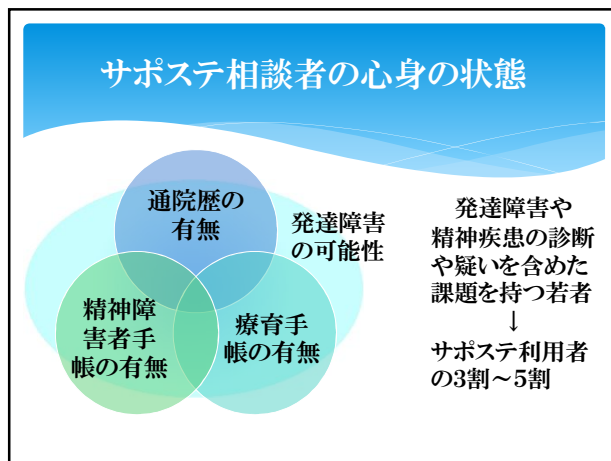 サポステ相談者の心身の状態
通院歴の
有無
発達障害
の可能性
精神障
害者手
帳の有無
療育手
帳の有無
発達障害や
精神疾患の診断
や疑いを含めた
課題を持つ若者
↓
サポステ利用者
の3割～5割